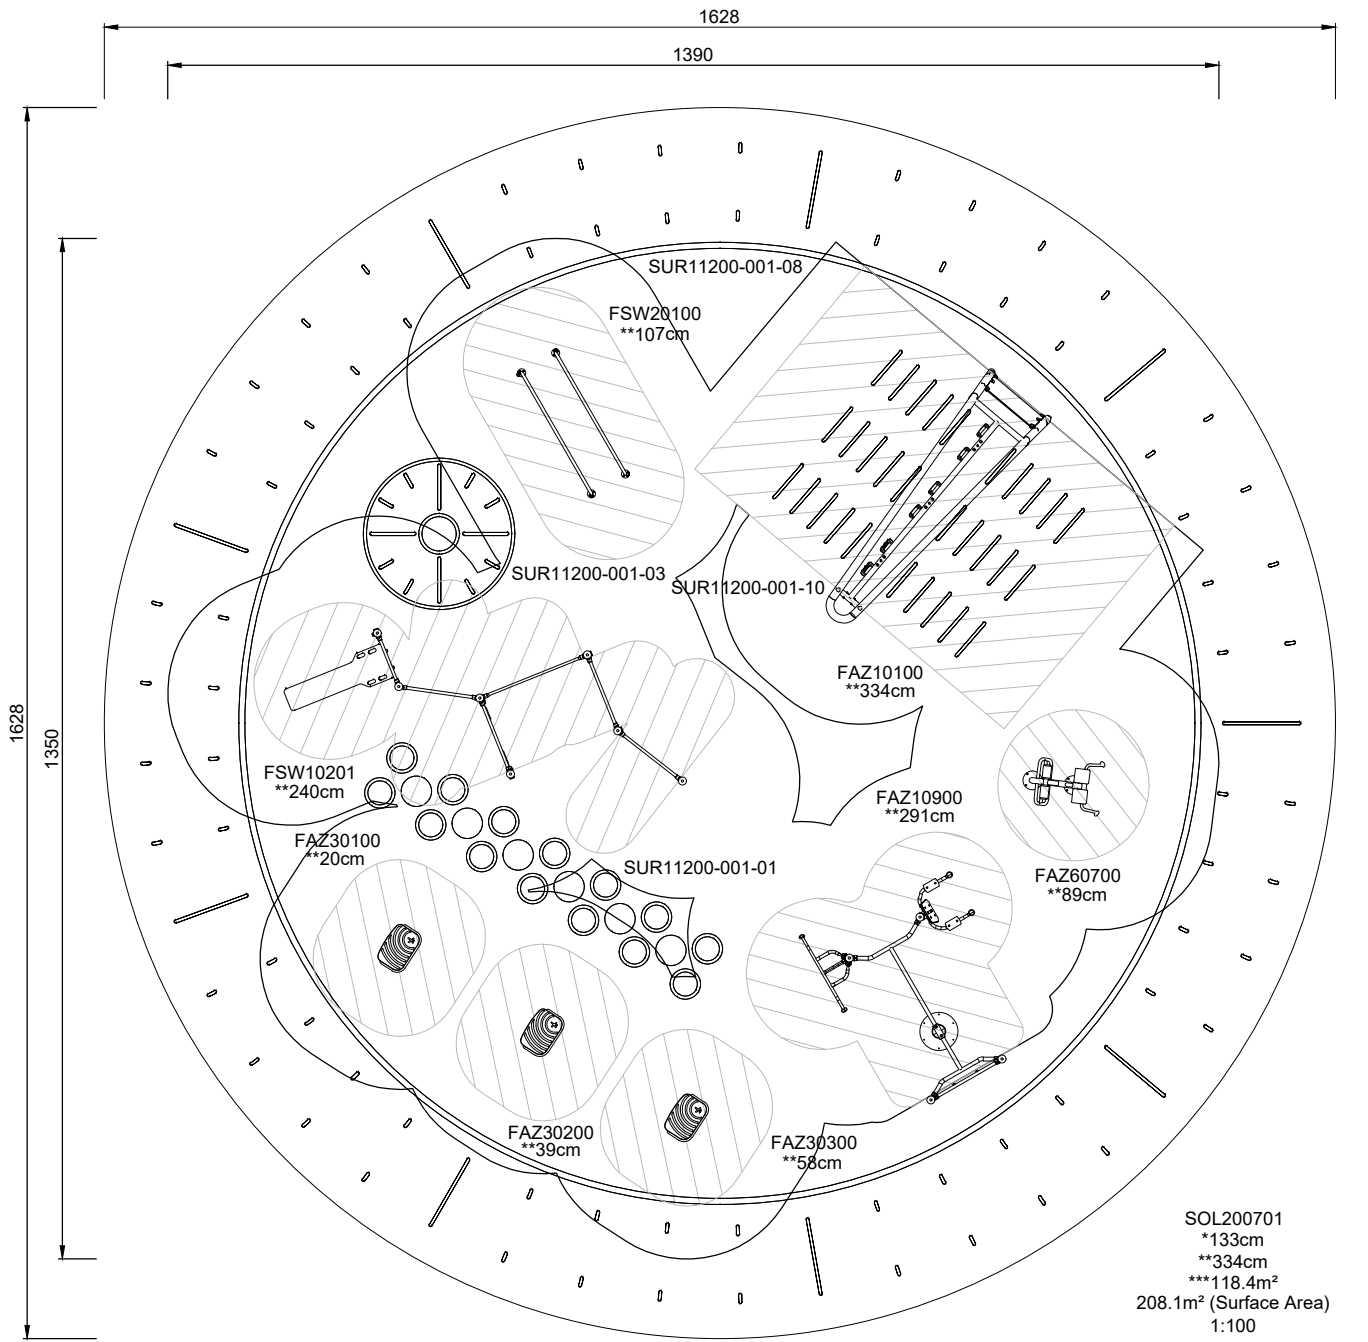 1628
1390
1628
1350
SUR11200-001-08
FSW20100
**107cm
SUR11200-001-03
SUR11200-001-10
FAZ10100
**334cm
FSW10201
**240cm
FAZ10900
**291cm
FAZ30100
**20cm
SUR11200-001-01
FAZ60700
**89cm
FAZ30200
**39cm
FAZ30300
**58cm
SOL200701
*133cm
**334cm
***118.4m²
208.1m² (Surface Area)
1:100